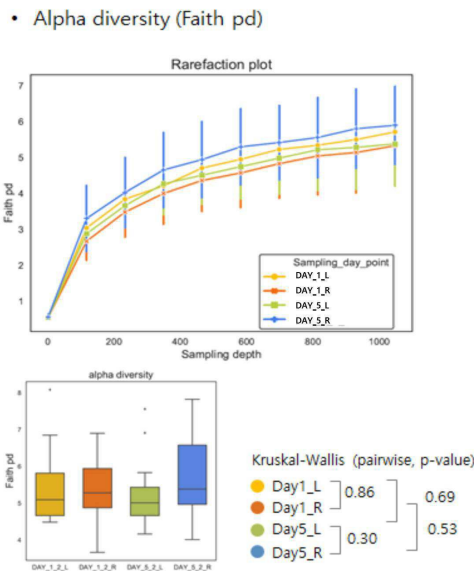 • Alpha diversity (Faith pd)
Rarefaction plot
7
6
5
4
3
2
1
Faith pd
0 200 400 600 800 1000
Sampling depth
Sampling_day_point
DAY_1_L
DAY_1_R
DAY_5_L
DAY_5_R
alpha diversity
8
7
6
5
4
Faith pd
DAY_1_2_L DAY_1_2_R DAY_5_2_L DAY_5_2_R
Kruskal-Wallis (pairwise, p-value)
Day1_L
Day1_R
Day5_L
Day5_R
0.86
0.30
0.69
0.53